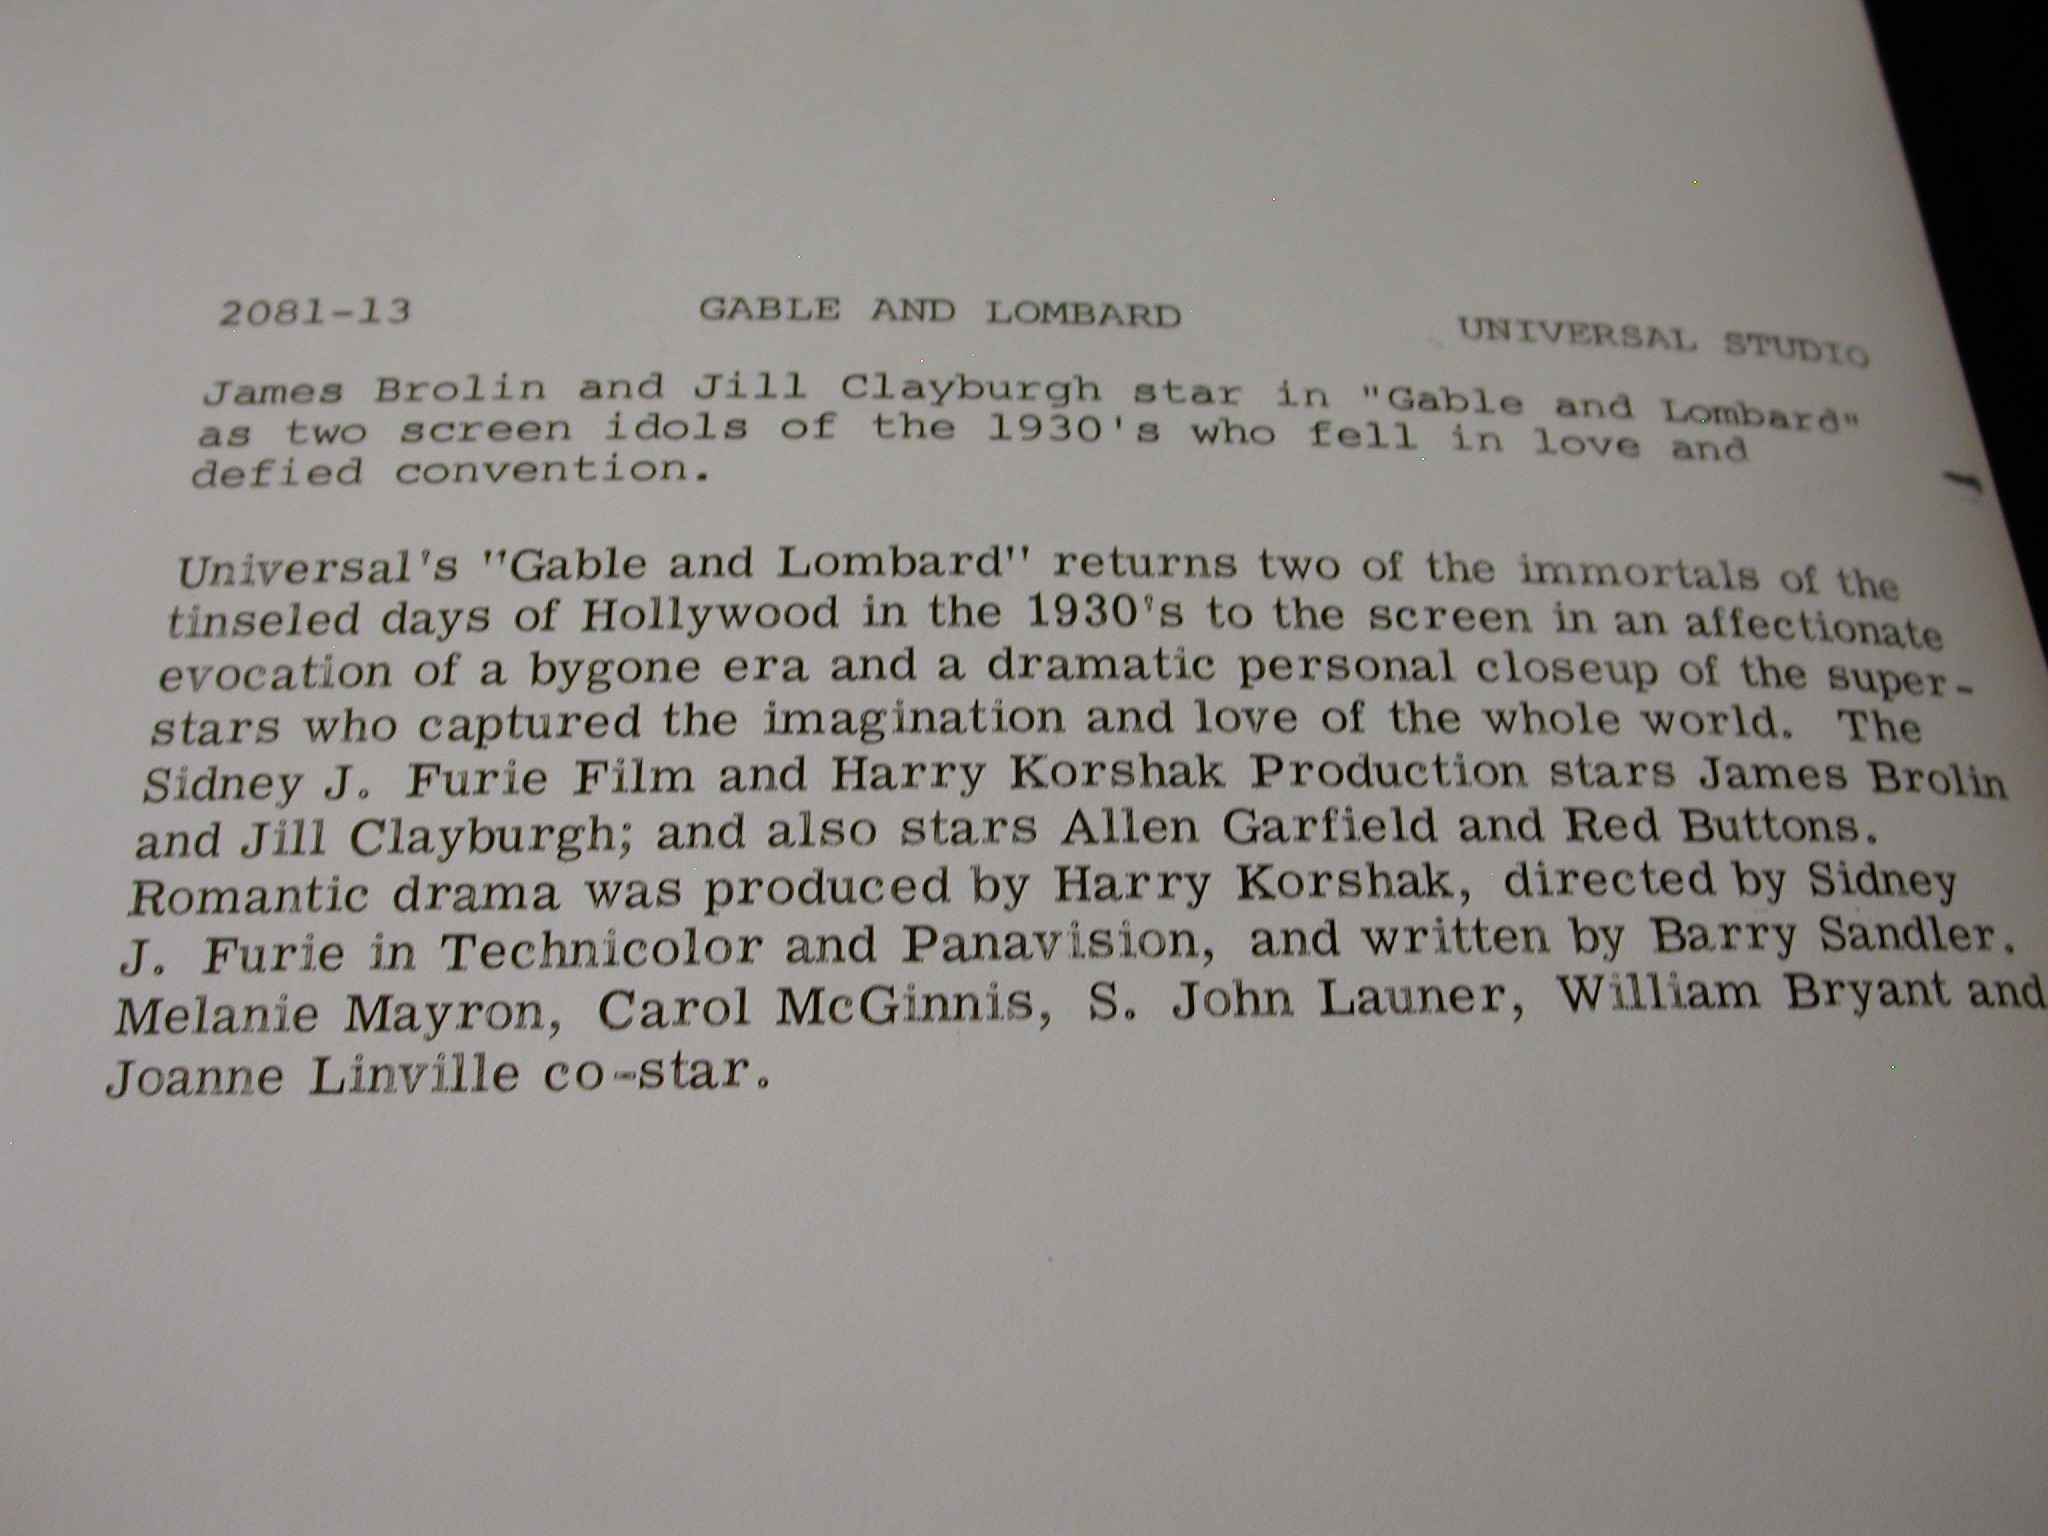 2081-13 GABLE AND LOMBARD UNIVERSAL STUDIO
James Brolin and Jill Clayburgh star in "Gable and Lombard"
as two screen idols of the 1930's who fell in love and
defied convention.
Universal's "Gable and Lombard" returns two of the immortals of the
tinseled days of Hollywood in the 1930's to the screen in an affectionate
evocation of a bygone era and a dramatic personal closeup of the super-
stars who captured the imagination and love of the whole world. The
Sidney J. Furie Film and Harry Korshak Production stars James Brolin
and Jill Clayburgh; and also stars Allen Garfield and Red Buttons.
Romantic drama was produced by Harry Korshak, directed by Sidney
J. Furie in Technicolor and Panavision, and written by Barry Sandler.
Melanie Mayron, Carol McGinnis, S. John Launer, William Bryant and
Joanne Linville co-star.